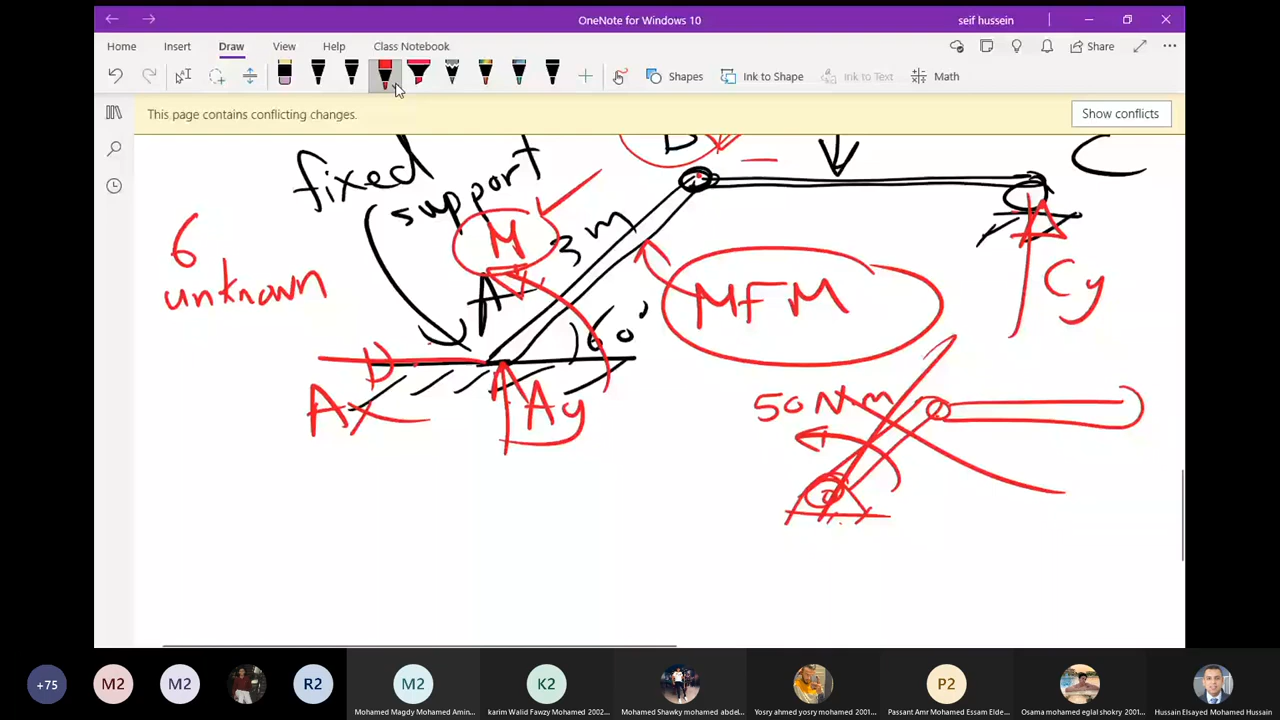 OneNote for Windows 10
seif hussein
Home Insert Draw View Help Class Notebook
Share
Shapes Ink to Shape Ink to Text Math
This page contains conflicting changes.
Show conflicts
fixed
support
B
C
6
unknown
M
A
3 m
60°
MFM
Cy
Ax
Ay
50 N.m
+75 M2 M2 R2 M2 K2 P2
Mohamed Magdy Mohamed Amin... karim Walid Fawzy Mohamed 2002... Mohamed Shawky mohamed abdel... Yosry ahmed yosry mohamed 2001... Passant Amr Mohamed Essam Elde... Osama mohamed eglal shokry 2001... Hussain Elsayed Mohamed Hussain